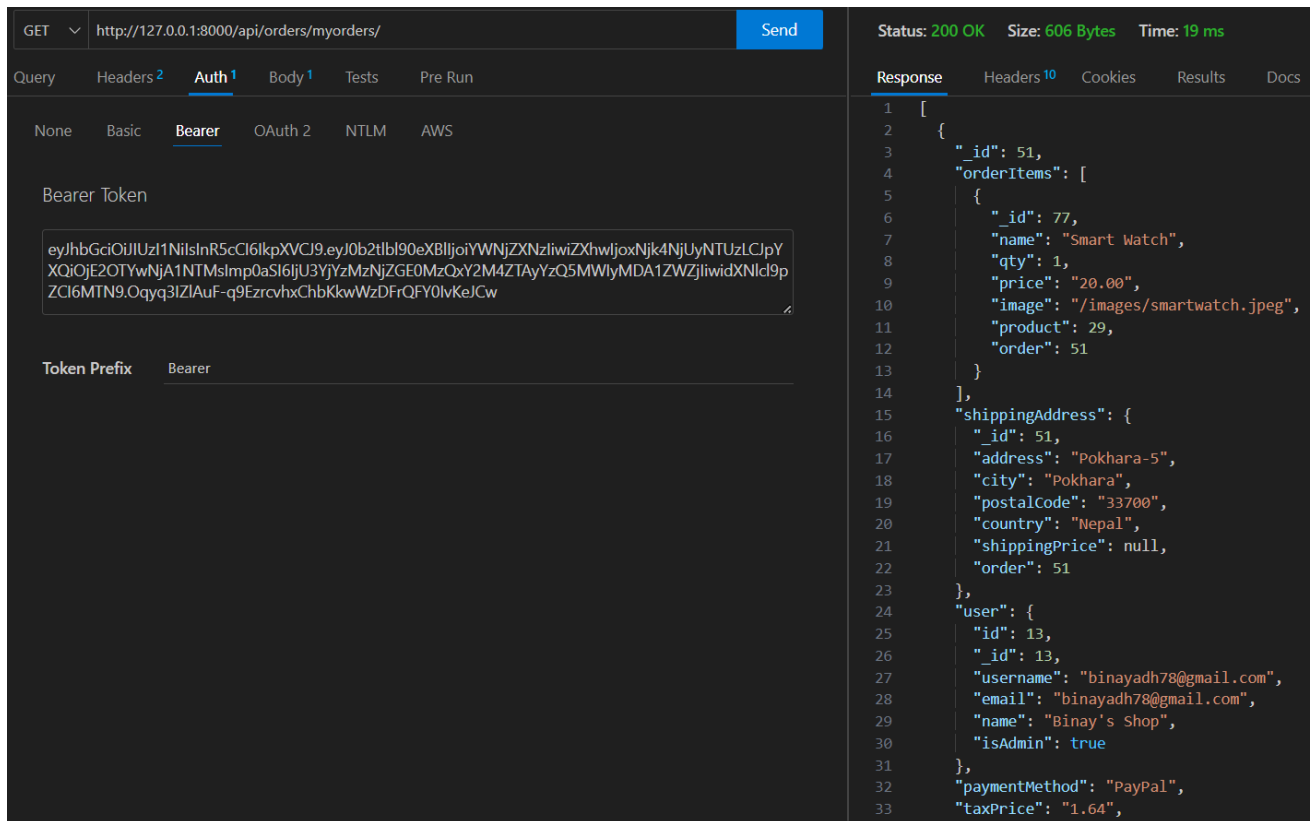 GET http://127.0.0.1:8000/api/orders/myorders/ Send
Query Headers 2 Auth 1 Body 1 Tests Pre Run
None Basic Bearer OAuth 2 NTLM AWS
Bearer Token
Token Prefix Bearer
Status: 200 OK Size: 606 Bytes Time: 19 ms
Response Headers 10 Cookies Results Docs
1 [
2 {
3 "_id": 51,
4 "orderItems": [
5 {
6 "_id": 77,
7 "name": "Smart Watch",
8 "qty": 1,
9 "price": "20.00",
10 "image": "/images/smartwatch.jpeg",
11 "product": 29,
12 "order": 51
13 }
14 ],
15 "shippingAddress": {
16 "_id": 51,
17 "address": "Pokhara-5",
18 "city": "Pokhara",
19 "postalCode": "33700",
20 "country": "Nepal",
21 "shippingPrice": null,
22 "order": 51
23 },
24 "user": {
25 "id": 13,
26 "_id": 13,
27 "username": "binayadh78@gmail.com",
28 "email": "binayadh78@gmail.com",
29 "name": "Binay's Shop",
30 "isAdmin": true
31 },
32 "paymentMethod": "PayPal",
33 "taxPrice": "1.64",